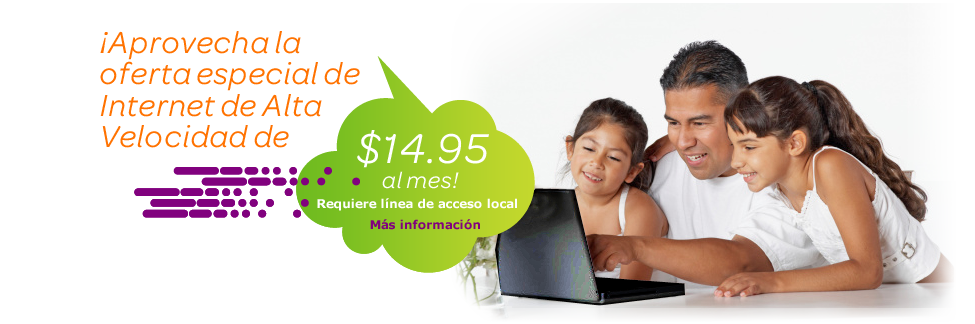 ¡Aprovecha la
oferta especial de
Internet de Alta
Velocidad de
$14.95
al mes!
Requiere línea de acceso local
Más información